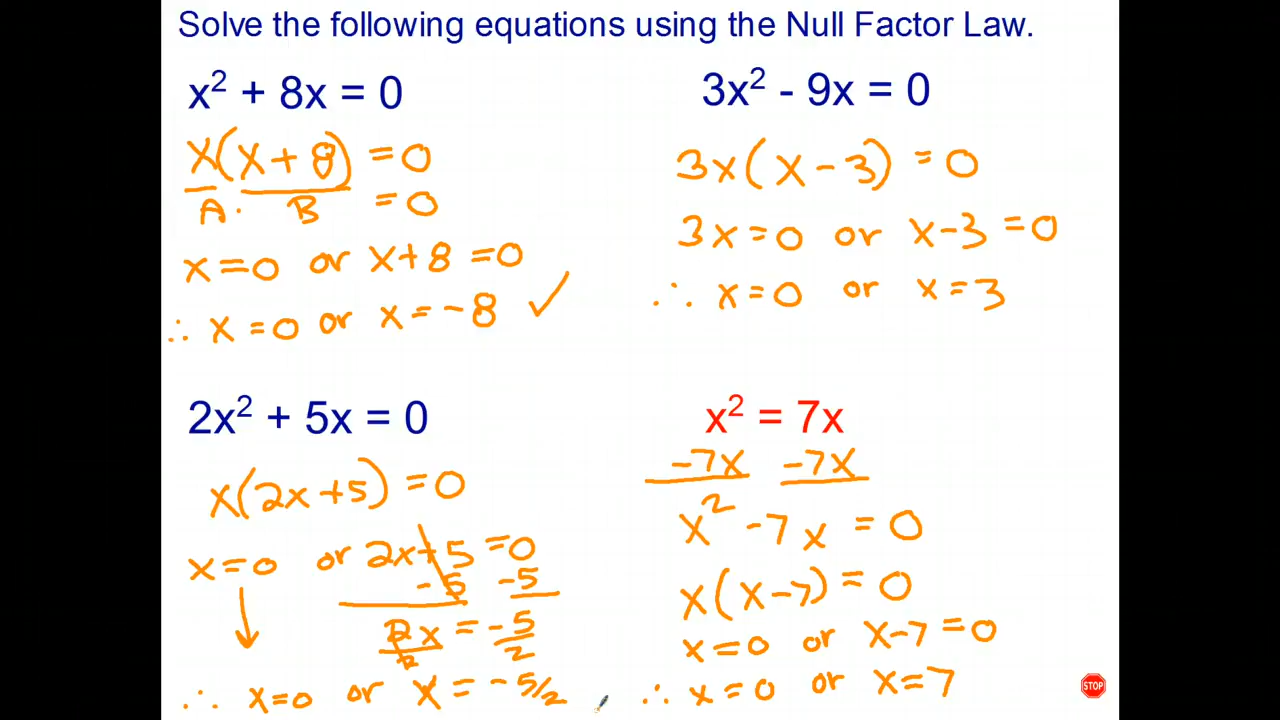 Solve the following equations using the Null Factor Law.
x² + 8x = 0
x(x + 8) = 0
A · B = 0
x = 0 or x + 8 = 0
∴ x = 0 or x = -8 ✓
3x² - 9x = 0
3x(x - 3) = 0
3x = 0 or x - 3 = 0
∴ x = 0 or x = 3
2x² + 5x = 0
x(2x + 5) = 0
x = 0 or 2x + 5 = 0
- 5 -5
2x = -5
2 2
∴ x = 0 or x = -5/2
x² = 7x
-7x -7x
x² - 7x = 0
x(x - 7) = 0
x = 0 or x - 7 = 0
∴ x = 0 or x = 7
STOP